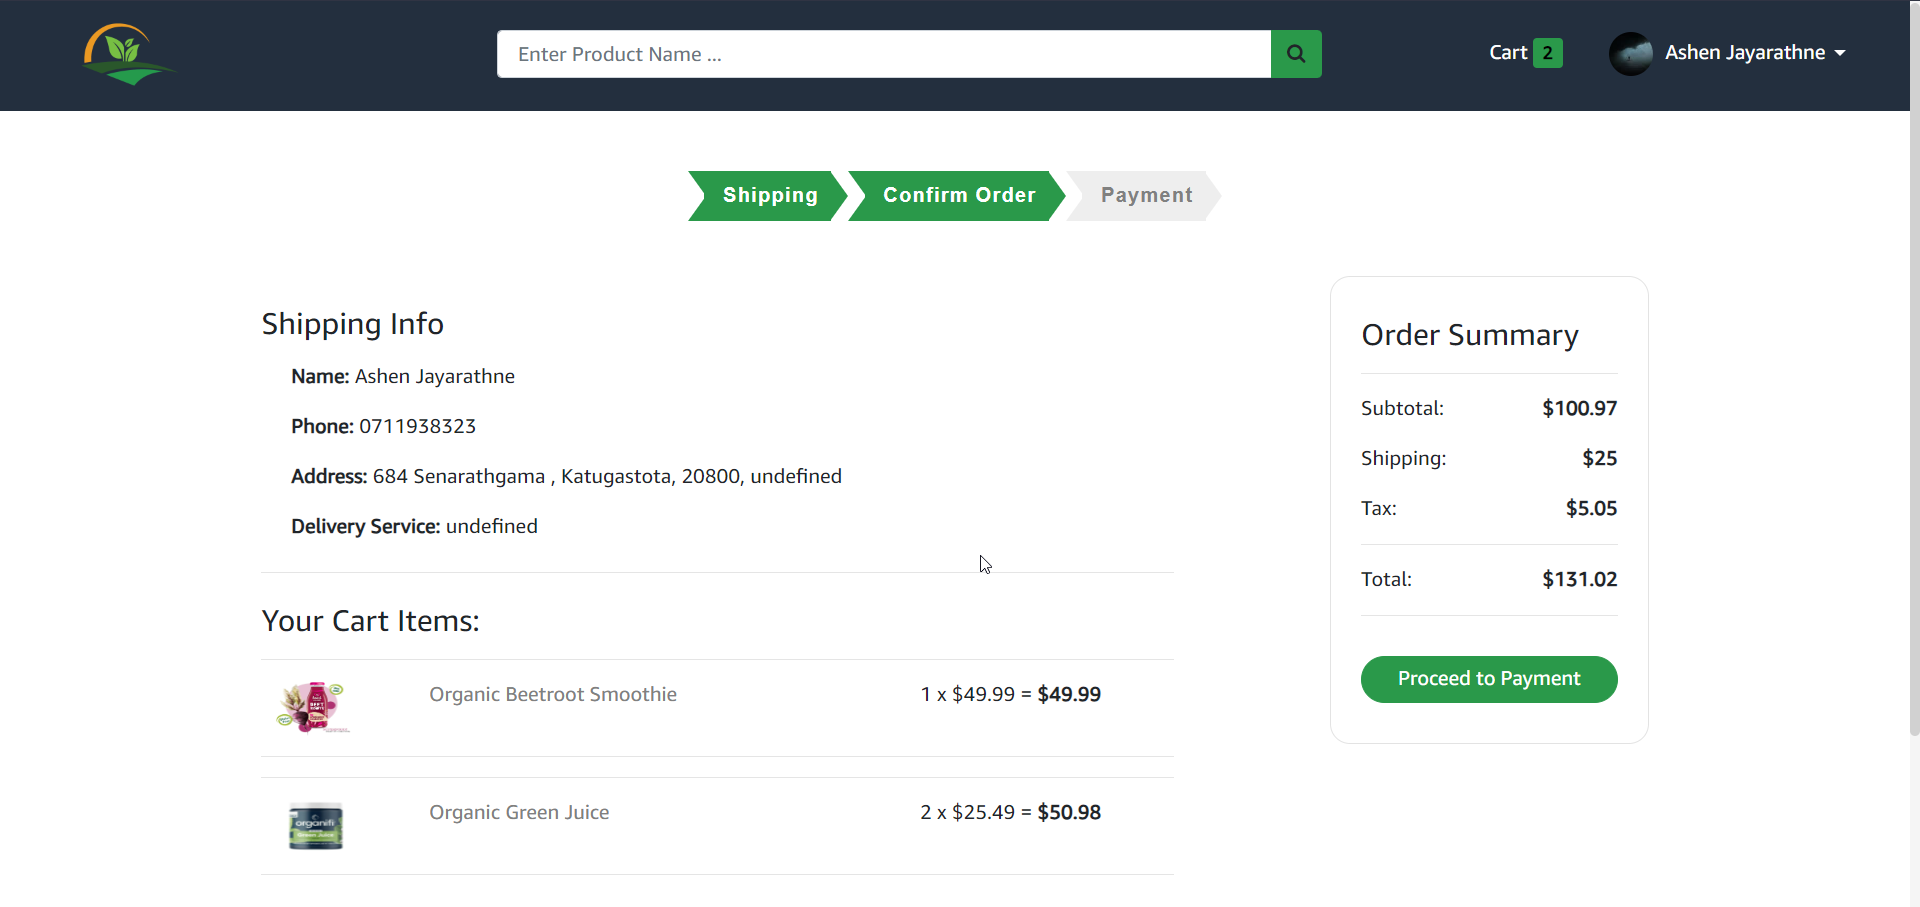 Enter Product Name ...
Cart 2
Ashen Jayarathne
Shipping
Confirm Order
Payment
Shipping Info
Name: Ashen Jayarathne
Phone: 0711938323
Address: 684 Senarathgama , Katugastota, 20800, undefined
Delivery Service: undefined
Your Cart Items:
Organic Beetroot Smoothie
1 x $49.99 = $49.99
organifi
Green Juice
Organic Green Juice
2 x $25.49 = $50.98
Order Summary
Subtotal: $100.97
Shipping: $25
Tax: $5.05
Total: $131.02
Proceed to Payment